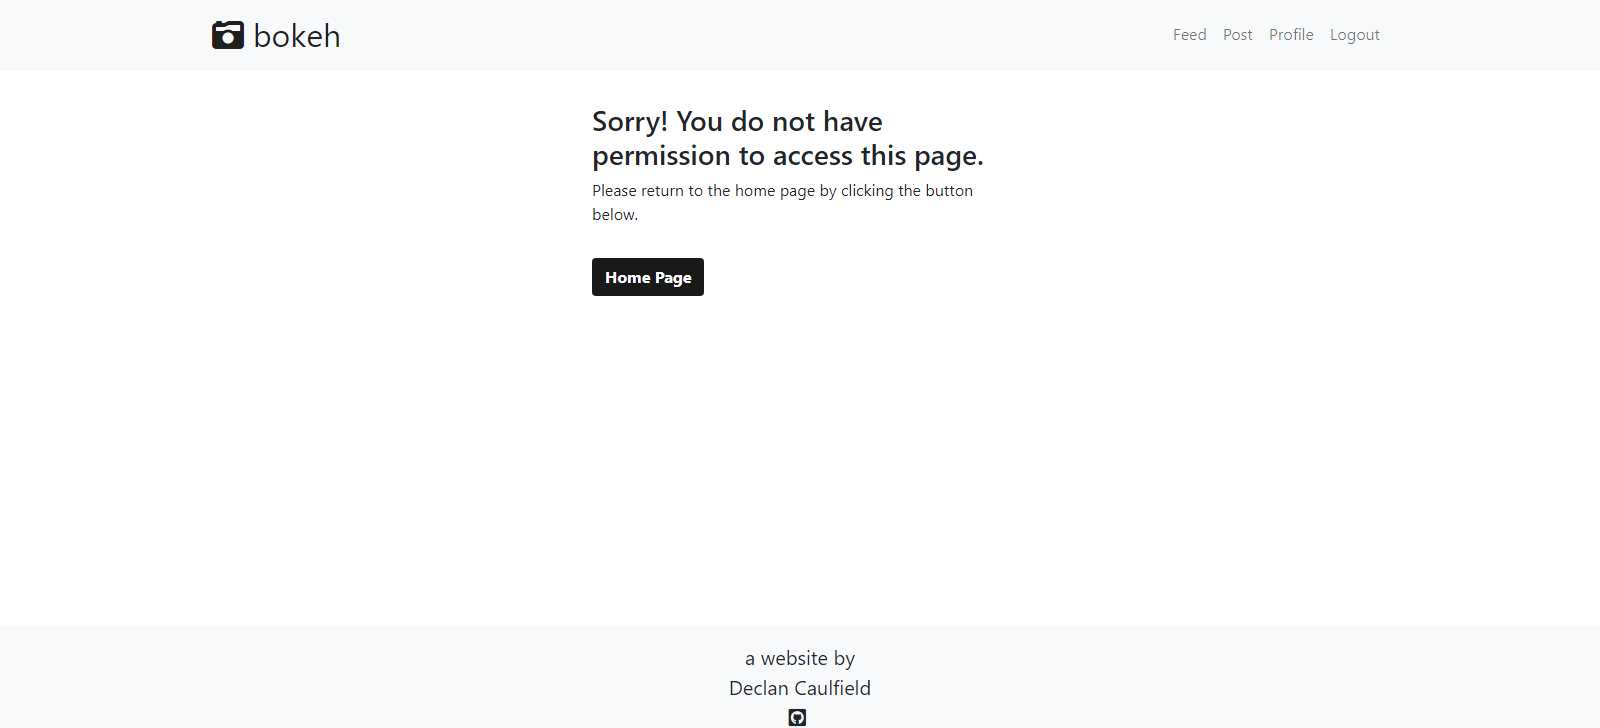 bokeh
Feed Post Profile Logout
Sorry! You do not have
permission to access this page.
Please return to the home page by clicking the button
below.
Home Page
a website by
Declan Caulfield